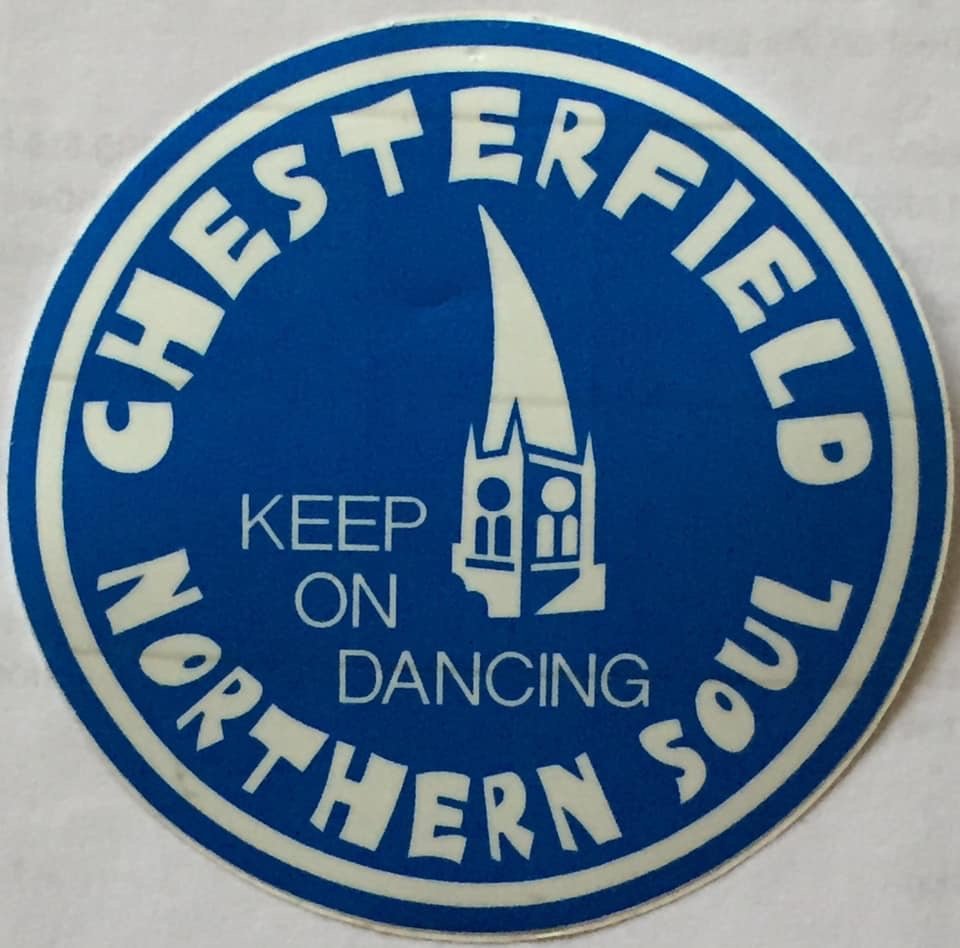 CHESTERFIELD
KEEP
ON
DANCING
NORTHERN SOUL